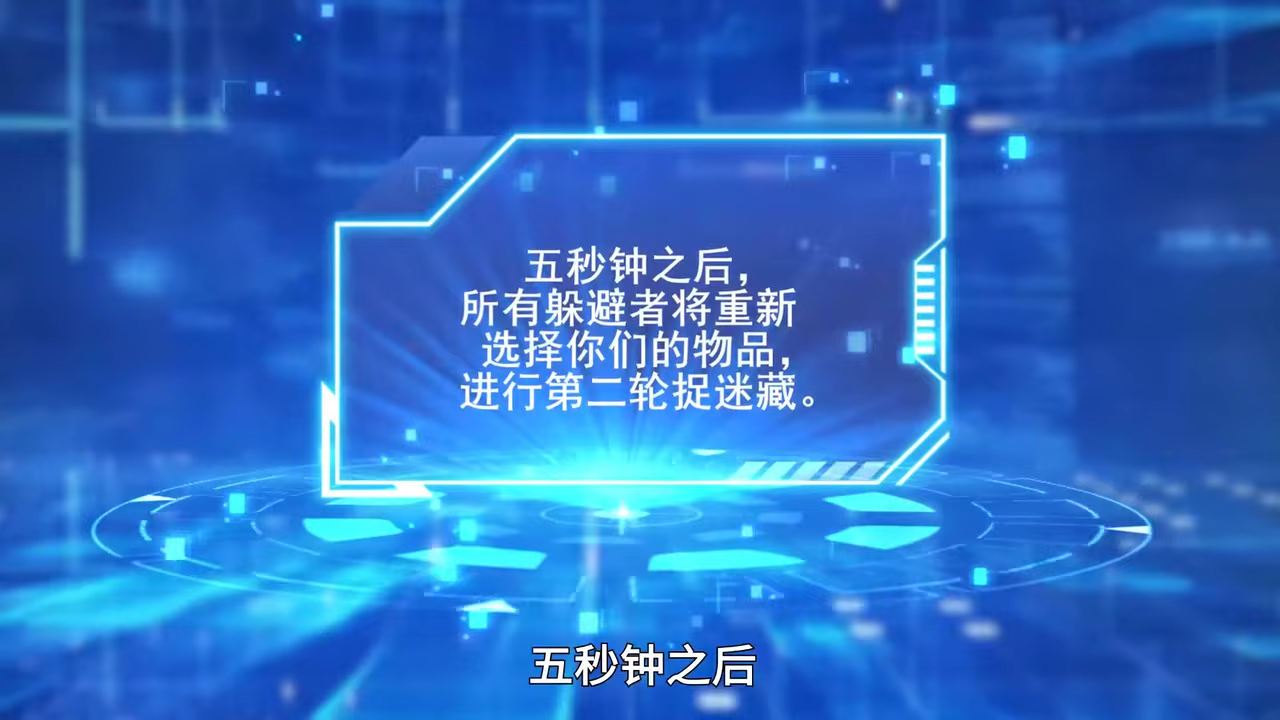 五秒钟之后，
所有躲避者将重新
选择你们的物品，
进行第二轮捉迷藏。
五秒钟之后